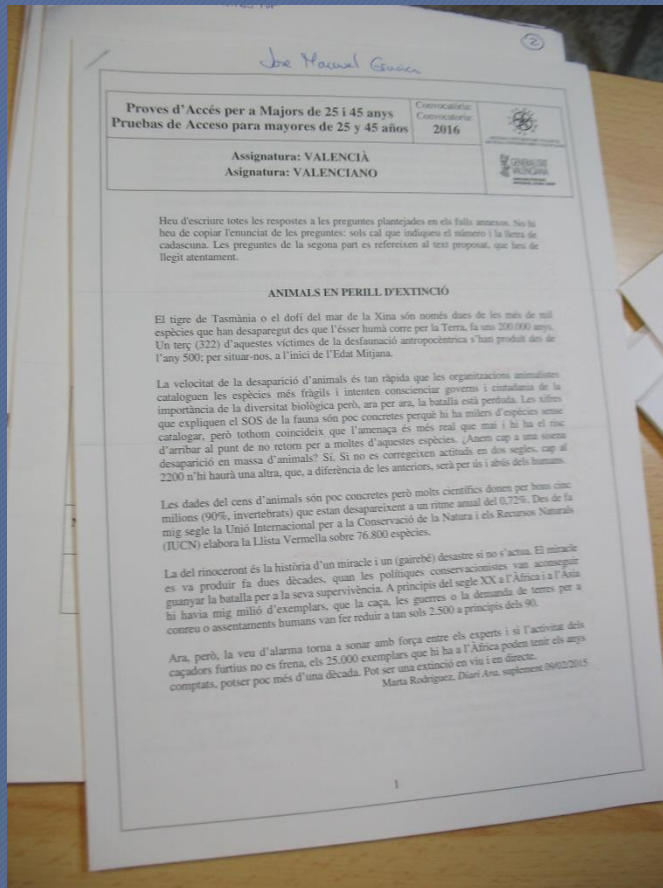 2
Jose Manuel
Proves d'Accés per a Majors de 25 i 45 anys
Pruebas de Acceso para mayores de 25 y 45 años
Convocatòria:
Convocatoria:
2016
Assignatura: VALENCIÀ
Asignatura: VALENCIANO
GENERALITAT
VALENCIANA
Heu d'escriure totes les respostes a les preguntes plantejades en els fulls annexos. No hi
heu de copiar l'enunciat de les preguntes: sols cal que indiqueu el número i la lletra de
cadascuna. Les preguntes de la segona part es refereixen al text proposat, que heu de
llegit atentament.
ANIMALS EN PERILL D'EXTINCIÓ
El tigre de Tasmània o el dofí del mar de la Xina són només dues de les més de mil
espècies que han desaparegut des que l'ésser humà corre per la Terra, fa uns 200.000 anys.
Un terç (322) d'aquestes víctimes de la desfaunació antropocèntrica s'han produït des de
l'any 500; per situar-nos, a l'inici de l'Edat Mitjana.
La velocitat de la desaparició d'animals és tan ràpida que les organitzacions animalistes
cataloguen les espècies més fràgils i intenten conscienciar governs i ciutadania de la
importància de la diversitat biològica però, ara per ara, la batalla està perduda. Les xifres
que expliquen el SOS de la fauna són poc concretes perquè hi ha milers d'espècies sense
catalogar, però tothom coincideix que l'amenaça és més real que mai i hi ha el risc
d'arribar al punt de no retorn per a moltes d'aquestes espècies. ¿Anem cap a una sisena
desaparició en massa d'animals? Sí. Si no es corregeixen actituds en dos segles, cap al
2200 n'hi haurà una altra, que, a diferència de les anteriors, serà per ús i abús dels humans.
Les dades del cens d'animals són poc concretes però molts científics donen per bons cinc
milions (90%, invertebrats) que estan desapareixent a un ritme anual del 0,72%. Des de fa
mig segle la Unió Internacional per a la Conservació de la Natura i els Recursos Naturals
(IUCN) elabora la Llista Vermella sobre 76.800 espècies.
La del rinoceront és la història d'un miracle i un (gairebé) desastre si no s'actua. El miracle
es va produir fa dues dècades, quan les polítiques conservacionistes van aconseguir
guanyar la batalla per a la seva supervivència. A principis del segle XX a l'Àfrica i a l'Àsia
hi havia mig milió d'exemplars, que la caça, les guerres o la demanda de terres per a
conreu o assentaments humans van fer reduir a tan sols 2.500 a principis dels 90.
Ara, però, la veu d'alarma torna a sonar amb força entre els experts i si l'activitat dels
caçadors furtius no es frena, els 25.000 exemplars que hi ha a l'Àfrica poden tenir els anys
comptats, potser poc més d'una dècada. Pot ser una extinció en viu i en directe.
Marta Rodríguez, Diari Ara, suplement 09/02/2015
1